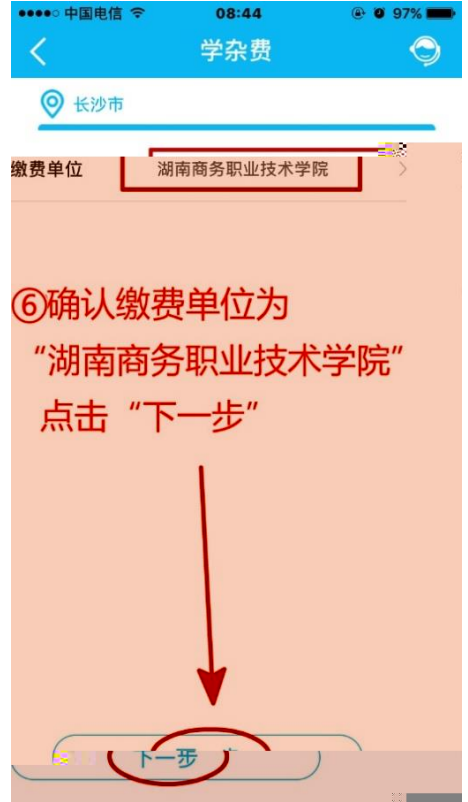 中国电信 08:44 97%
学杂费
长沙市
缴费单位 湖南商务职业技术学院
⑥确认缴费单位为
“湖南商务职业技术学院”
点击“下一步”
下一步